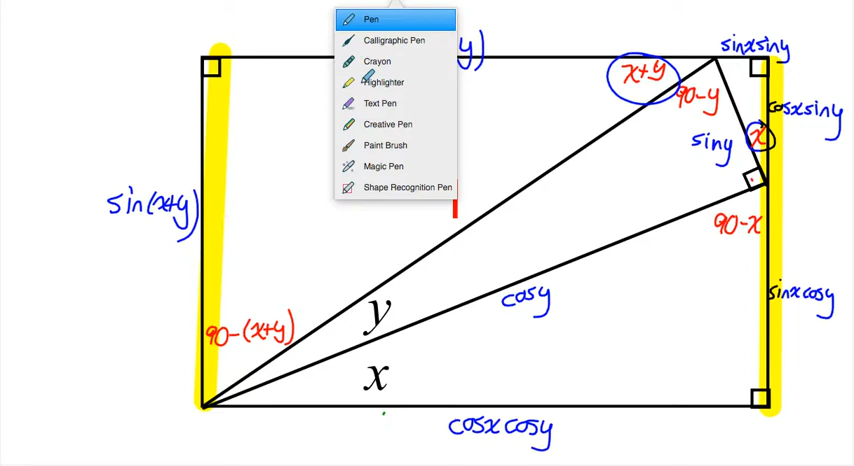 Pen
Calligraphic Pen
Crayon
Highlighter
Text Pen
Creative Pen
Paint Brush
Magic Pen
Shape Recognition Pen
y)
sinxsiny
x+y
90-y
cosxsiny
siny
x
sin(x+y)
90-x
cosy
sinxcosy
90-(x+y)
y
x
cosxcosy